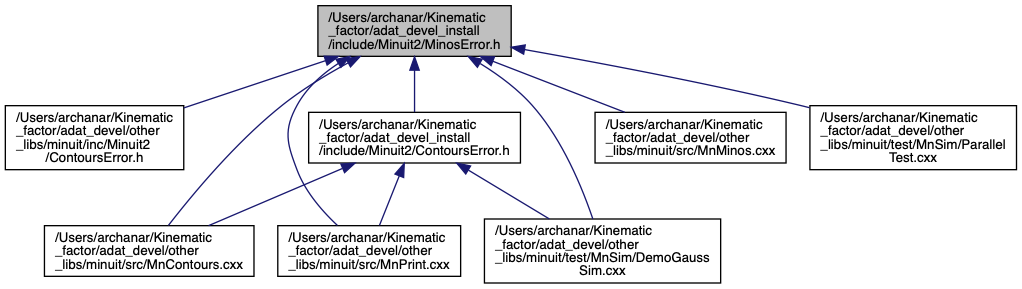 /Users/archanar/Kinematic
_factor/adat_devel_install
/include/Minuit2/MinosError.h
/Users/archanar/Kinematic
_factor/adat_devel/other
_libs/minuit/inc/Minuit2
/ContoursError.h
/Users/archanar/Kinematic
_factor/adat_devel_install
/include/Minuit2/ContoursError.h
/Users/archanar/Kinematic
_factor/adat_devel/other
_libs/minuit/src/MnMinos.cxx
/Users/archanar/Kinematic
_factor/adat_devel/other
_libs/minuit/test/MnSim/Parallel
Test.cxx
/Users/archanar/Kinematic
_factor/adat_devel/other
_libs/minuit/src/MnContours.cxx
/Users/archanar/Kinematic
_factor/adat_devel/other
_libs/minuit/src/MnPrint.cxx
/Users/archanar/Kinematic
_factor/adat_devel/other
_libs/minuit/test/MnSim/DemoGauss
Sim.cxx